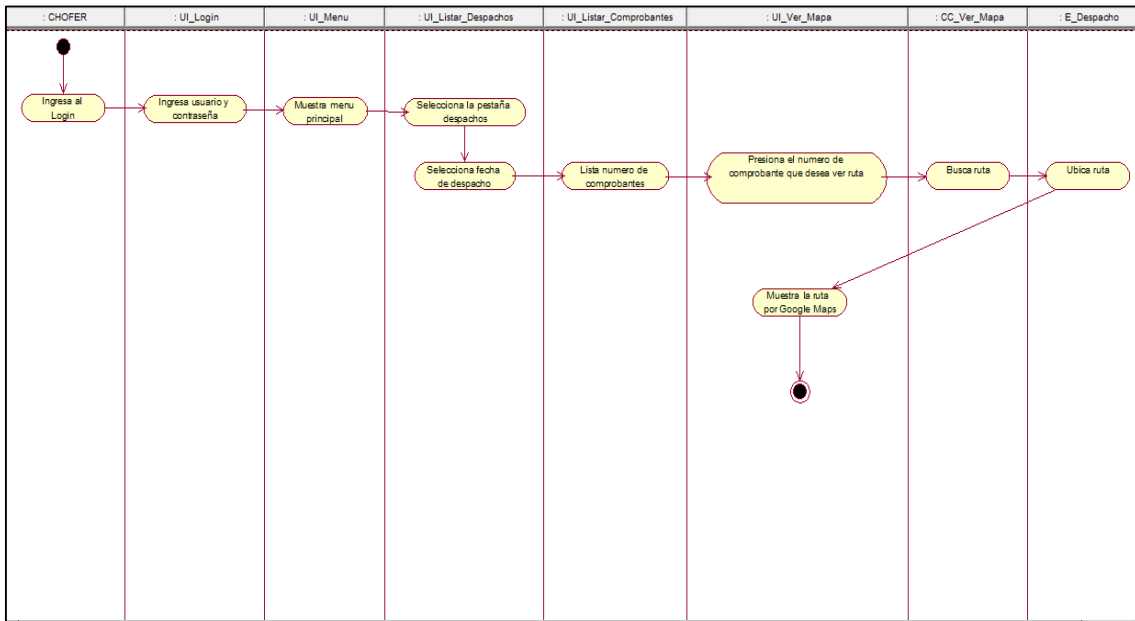 : CHOFER
: UI_Login
: UI_Menu
: UI_Listar_Despachos
: UI_Listar_Comprobantes
: UI_Ver_Mapa
: CC_Ver_Mapa
: E_Despacho
Ingresa al
Login
Ingresa usuario y
contraseña
Muestra menu
principal
Selecciona la pestaña
despachos
Selecciona fecha
de despacho
Lista numero de
comprobantes
Presiona el numero de
comprobante que desea ver ruta
Busca ruta
Ubica ruta
Muestra la ruta
por Google Maps